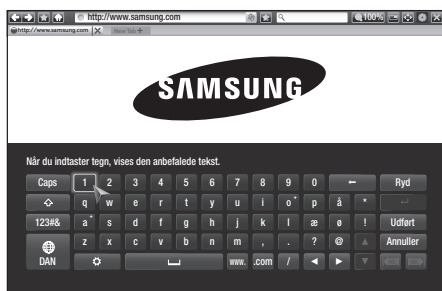 http://www.samsung.com 100%
http://www.samsung.com New Tab
SAMSUNG
Når du indtaster tegn, vises den anbefalede tekst.
Caps 1 2 3 4 5 6 7 8 9 0 Ryd
q w e r t y u i o p å *
123#& a s d f g h j k l æ ø ! Udført
DAN z x c v b n m , . ? @ Annuller
www. .com /